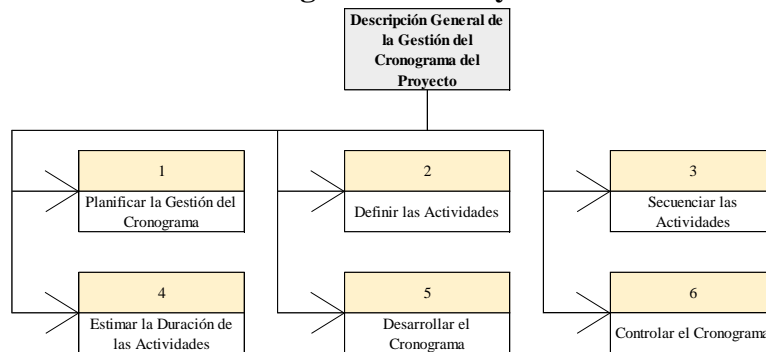 Descripción General de
la Gestión del
Cronograma del
Proyecto
1
Planificar la Gestión del
Cronograma
2
Definir las Actividades
3
Secuenciar las
Actividades
4
Estimar la Duración de
las Actividades
5
Desarrollar el
Cronograma
6
Controlar el Cronograma